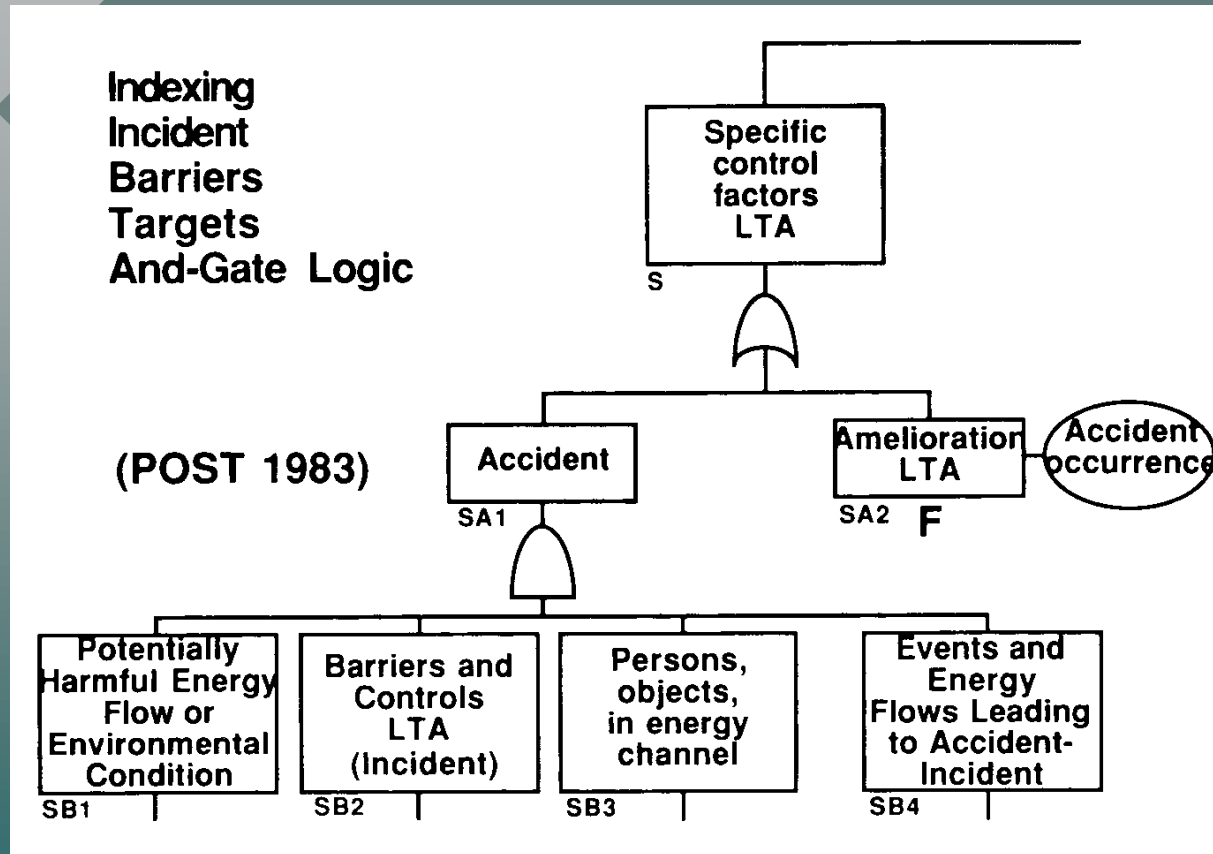 Indexing
Incident
Barriers
Targets
And-Gate Logic
Specific
control
factors
LTA
S
(POST 1983)
Accident
SA1
Amelioration
LTA
SA2
F
Accident
occurrence
Potentially
Harmful Energy
Flow or
Environmental
Condition
SB1
Barriers and
Controls
LTA
(Incident)
SB2
Persons,
objects,
in energy
channel
SB3
Events and
Energy
Flows Leading
to Accident-
Incident
SB4